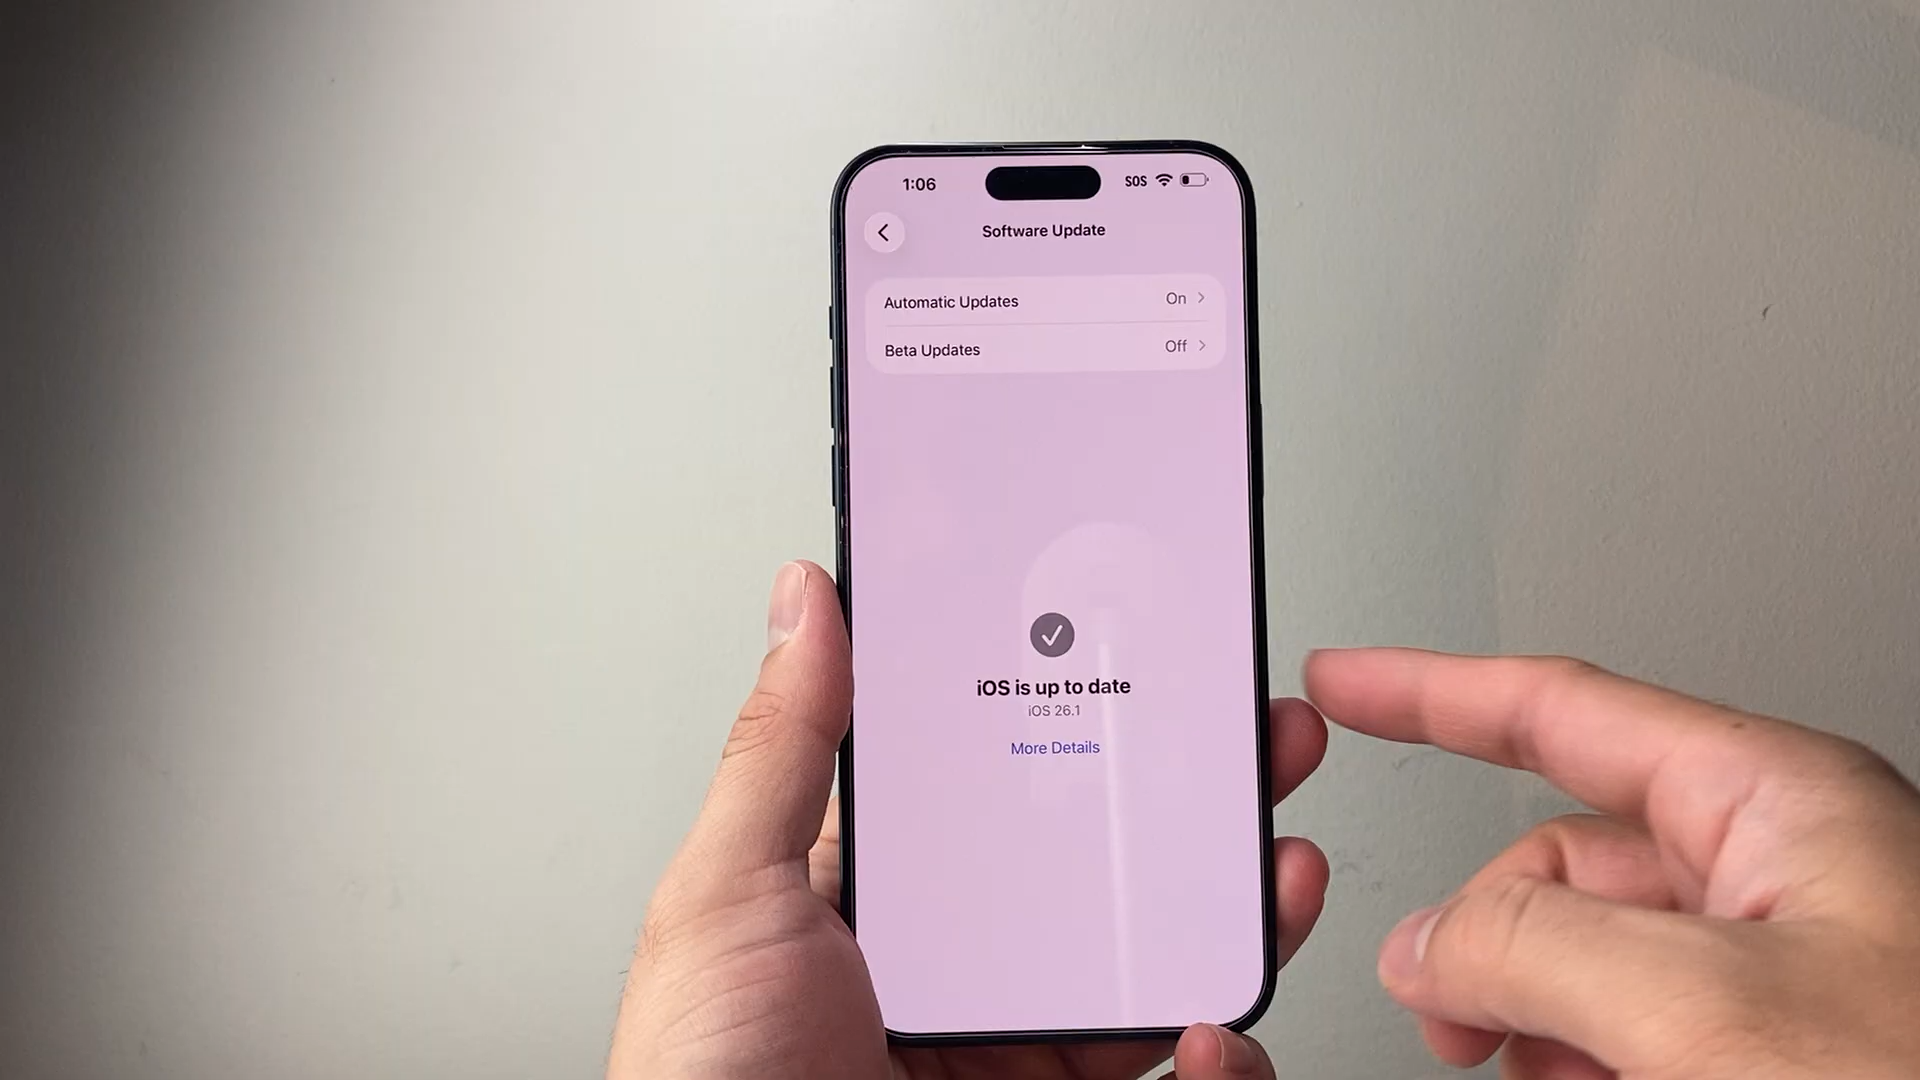 1:06
SOS
Software Update
Automatic Updates On
Beta Updates Off
iOS is up to date
iOS 26.1
More Details